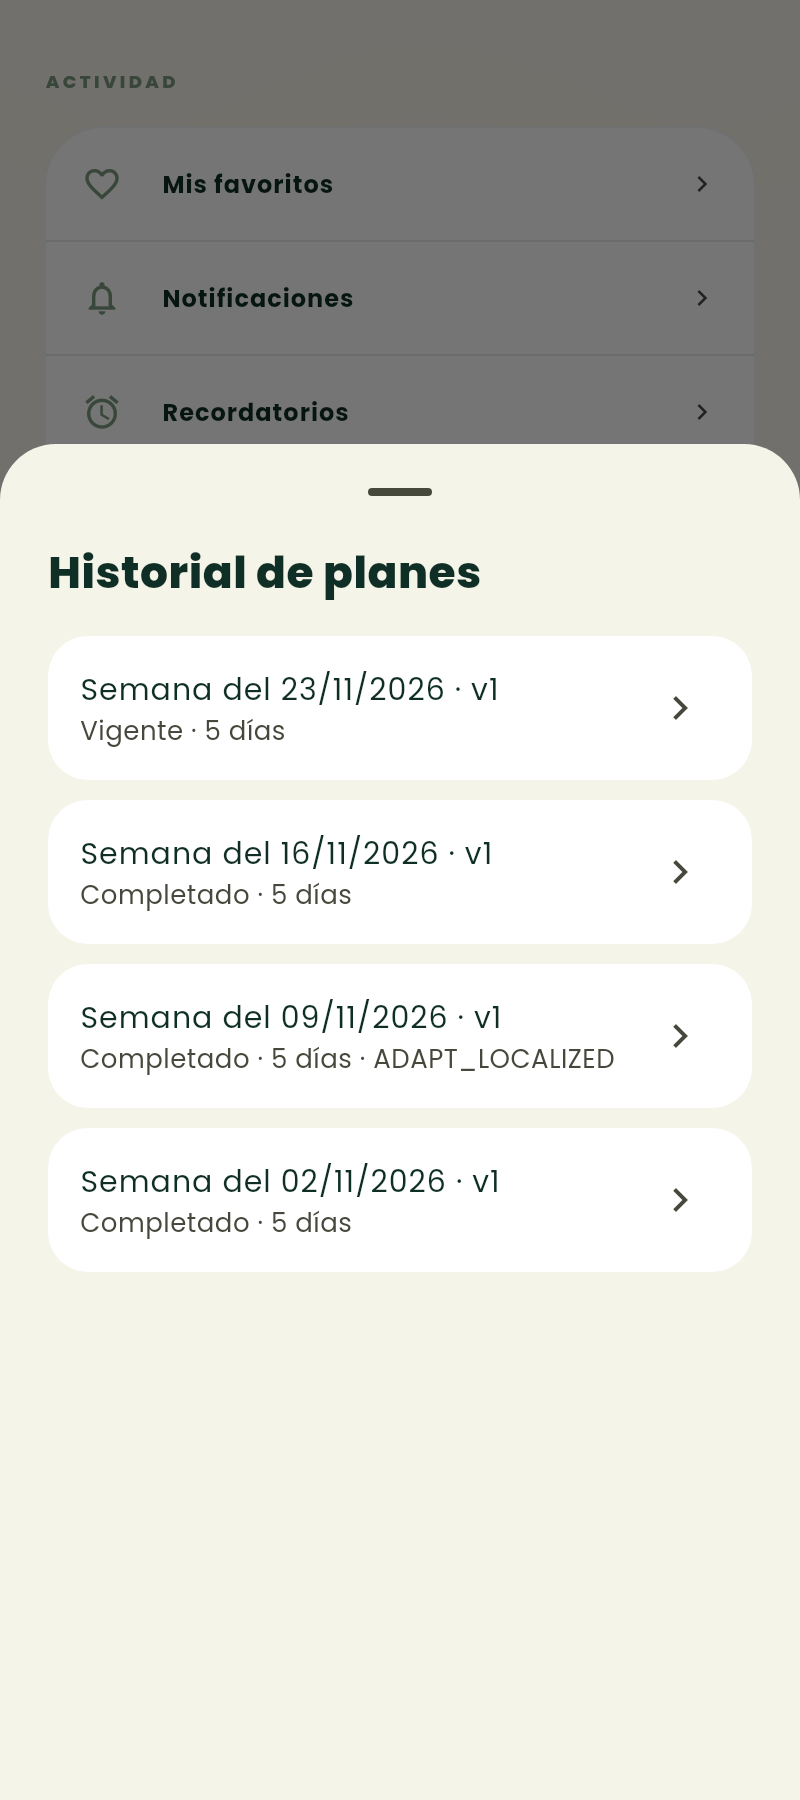 ACTIVIDAD
Mis favoritos
Notificaciones
Recordatorios
Historial de planes
Semana del 23/11/2026 · v1
Vigente · 5 días
Semana del 16/11/2026 · v1
Completado · 5 días
Semana del 09/11/2026 · v1
Completado · 5 días · ADAPT_LOCALIZED
Semana del 02/11/2026 · v1
Completado · 5 días